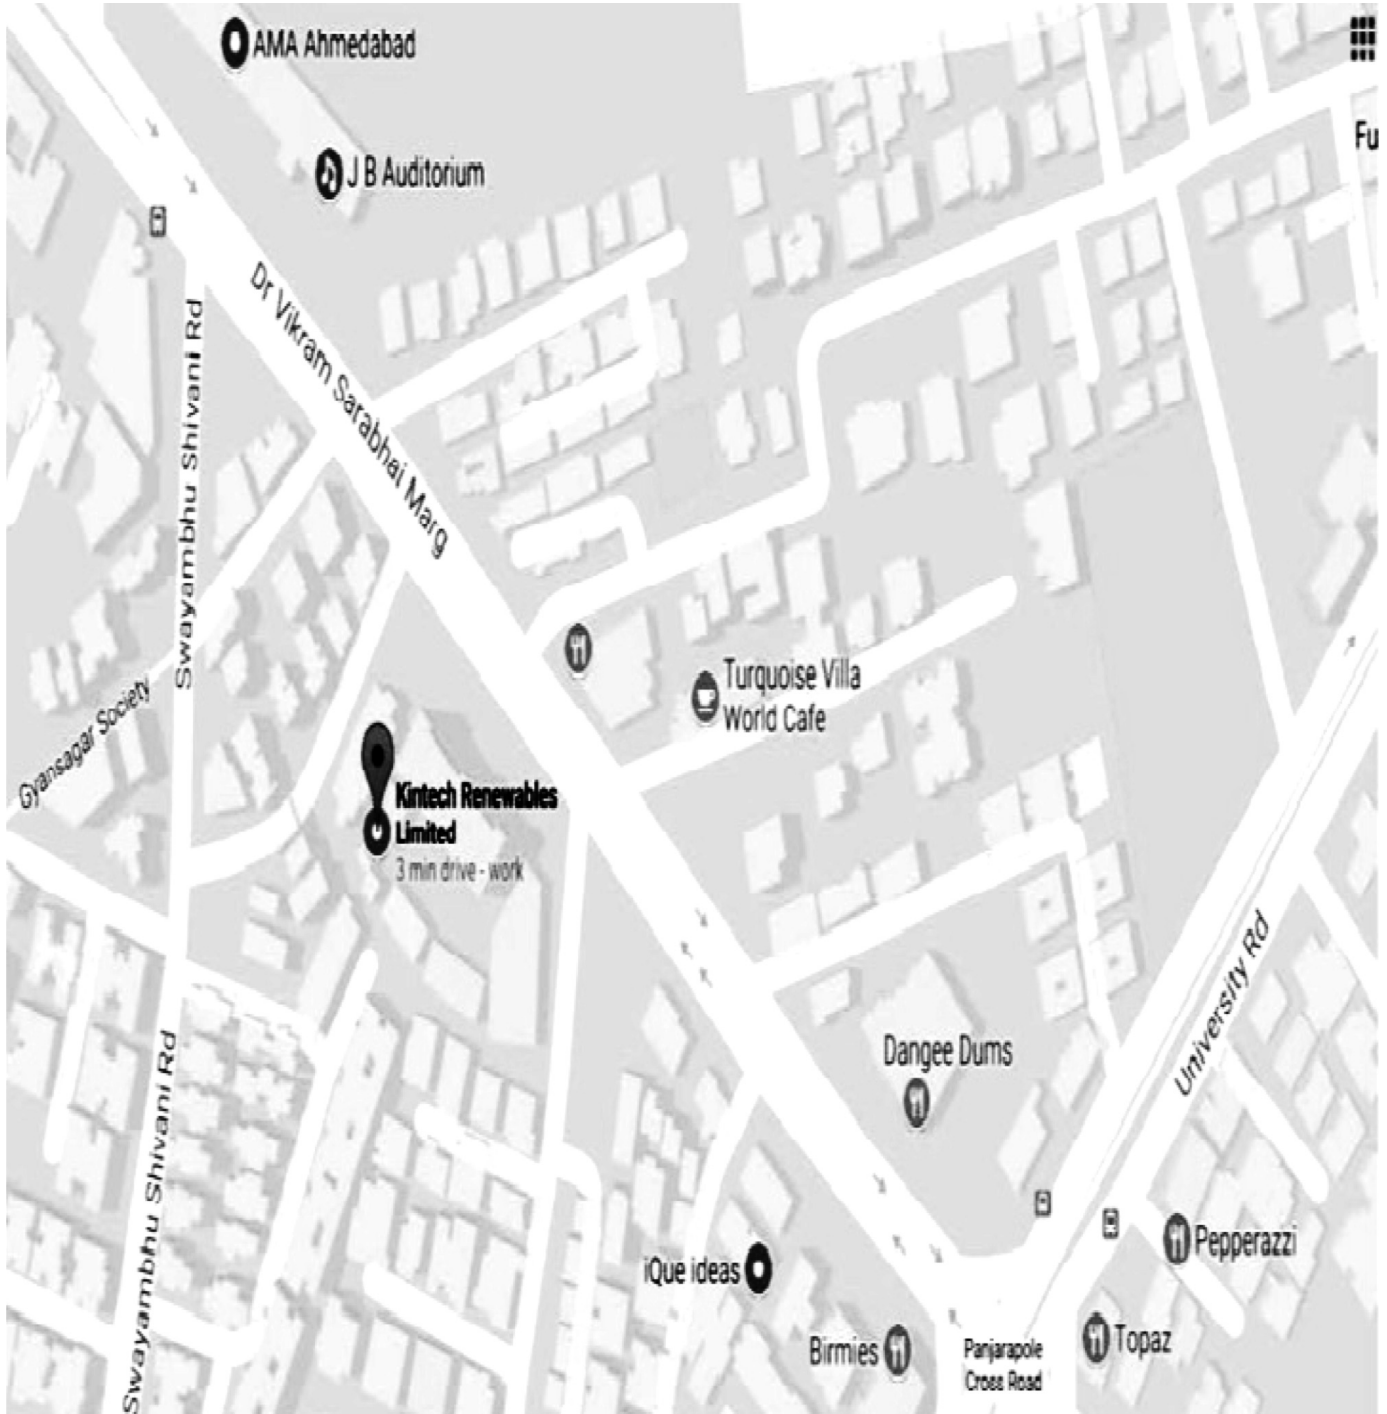 AMA Ahmedabad
Fu
J B Auditorium
Dr Vikram Sarabhai Marg
Swayambhu Shivani Rd
Turquoise Villa
World Cafe
Gyansagar Society
Kintech Renewables
Limited
3 min drive - work
University Rd
Dangee Dums
Swayambhu Shivani Rd
Pepperazzi
iQue ideas
Birmies
Panjarapole
Cross Road
Topaz